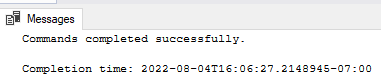 Messages
Commands completed successfully.
Completion time: 2022-08-04T16:06:27.2148945-07:00